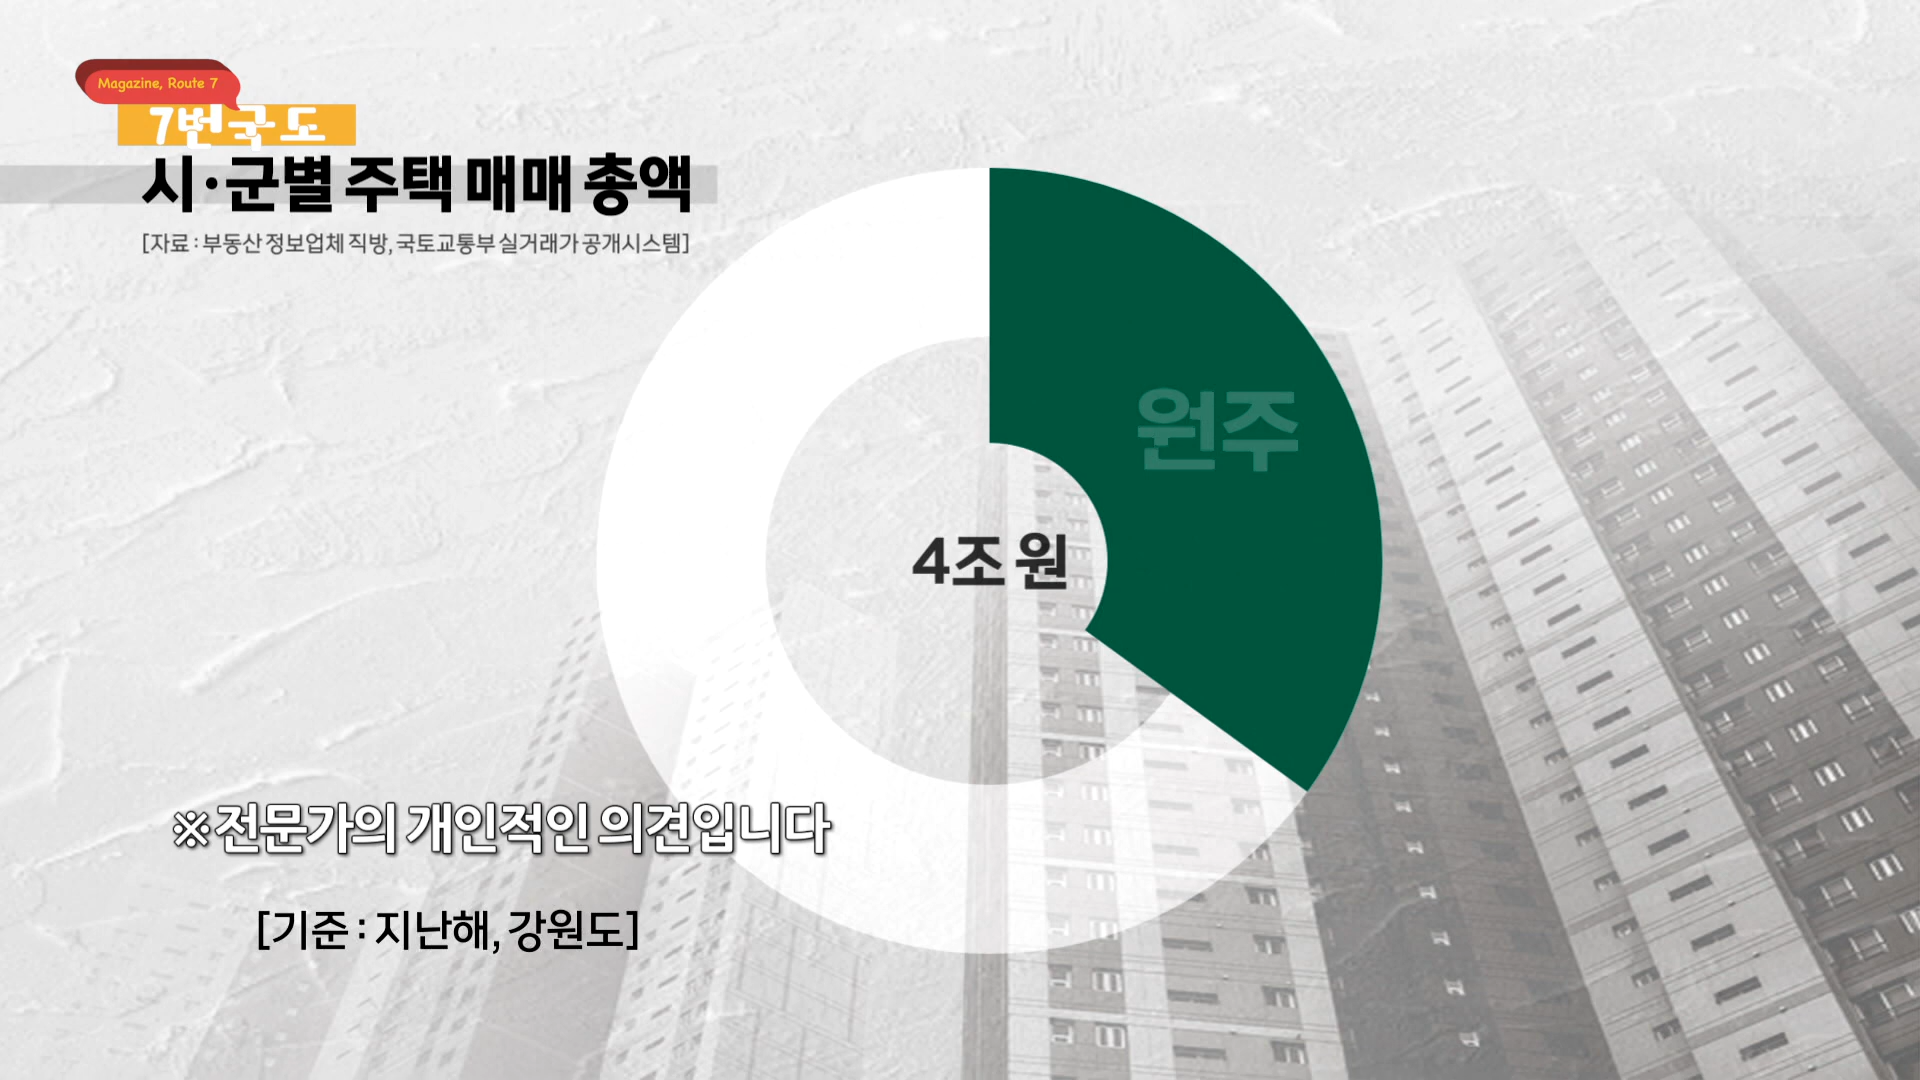 Magazine, Route 7
7번국도
시·군별 주택 매매 총액
[자료 : 부동산 정보업체 직방, 국토교통부 실거래가 공개시스템]
원주
4조 원
※전문가의 개인적인 의견입니다
[기준 : 지난해, 강원도]